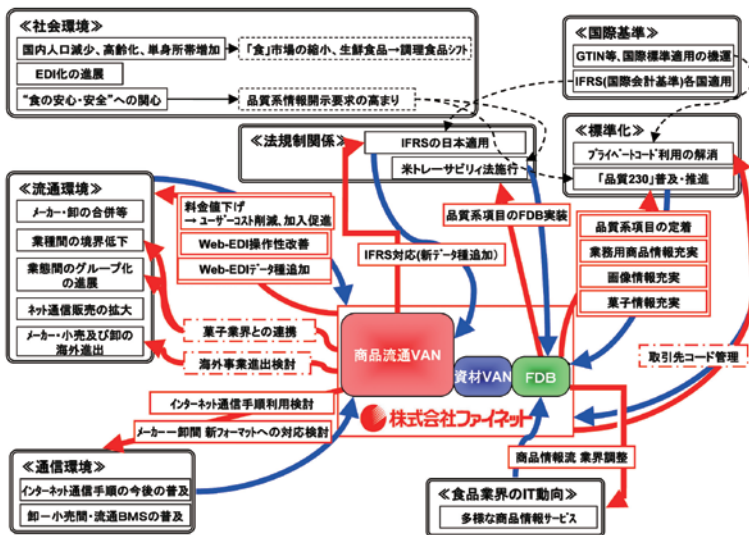 ≪社会環境≫
国内人口減少、高齢化、単身所帯増加
「食」市場の縮小、生鮮食品→調理食品シフト
EDI化の進展
“食の安心・安全”への関心
品質系情報開示要求の高まり
≪国際基準≫
GTIN等、国際標準適用の機運
IFRS(国際会計基準)各国適用
≪法規制関係≫
IFRSの日本適用
米トレーサビリィ法施行
≪標準化≫
プライベートコード利用の解消
「品質230」普及・推進
≪流通環境≫
メーカー・卸の合併等
業種間の境界低下
業態間のグループ化
の進展
ネット通信販売の拡大
メーカー・小売及び卸の
海外進出
料金値下げ
→ ユーザーコスト削減、加入促進
Web-EDI操作性改善
Web-EDIデータ種追加
IFRS対応(新データ種追加)
品質系項目のFDB実装
品質系項目の定着
業務用商品情報充実
画像情報充実
菓子情報充実
菓子業界との連携
海外事業進出検討
商品流通VAN
資材VAN
FDB
取引先コード管理
株式会社ファイネット
インターネット通信手順利用検討
メーカー一卸間 新フォーマットへの対応検討
商品情報流 業界調整
≪通信環境≫
インターネット通信手順の今後の普及
卸－小売間・流通BMSの普及
≪食品業界のIT動向≫
多様な商品情報サービス